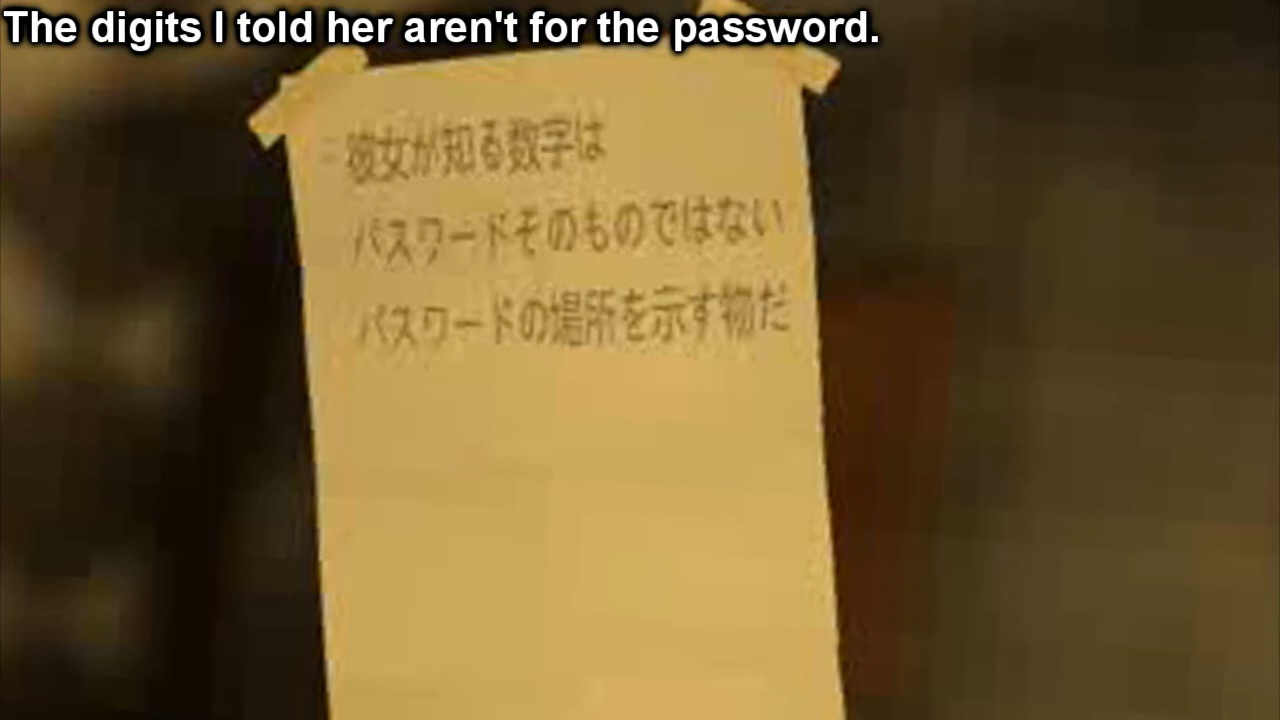 The digits I told her aren't for the password.
彼女が知る数字は
パスワードそのものではない
パスワードの場所を示す物だ